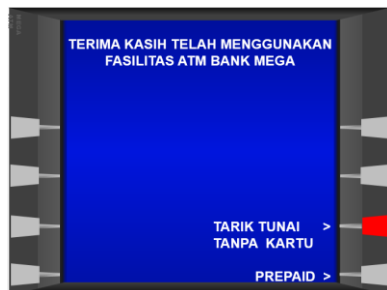 TERIMA KASIH TELAH MENGGUNAKAN
FASILITAS ATM BANK MEGA
TARIK TUNAI >
TANPA KARTU
PREPAID >